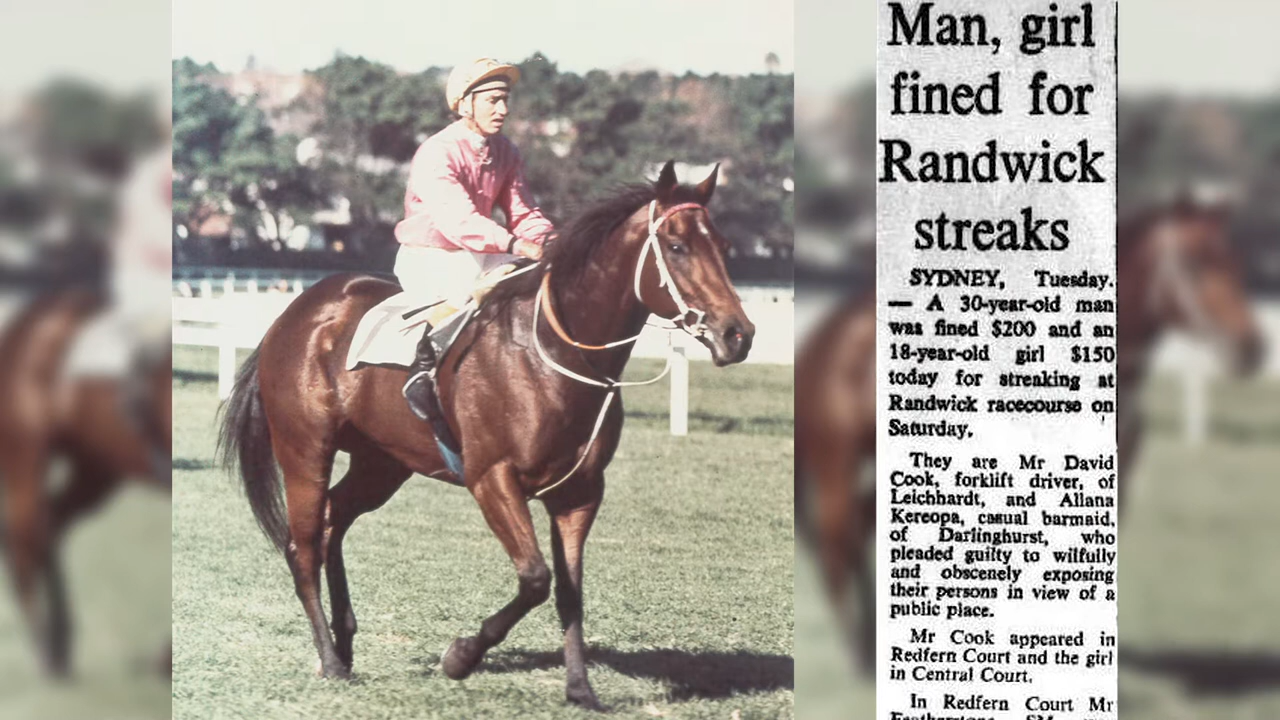 Man, girl
fined for
Randwick
streaks
SYDNEY, Tuesday.
— A 30-year-old man
was fined $200 and an
18-year-old girl $150
today for streaking at
Randwick racecourse on
Saturday.
They are Mr David
Cook, forklift driver, of
Leichhardt, and Allana
Kereopa, casual barmaid,
of Darlinghurst, who
pleaded guilty to wilfully
and obscenely exposing
their persons in view of a
public place.
Mr Cook appeared in
Redfern Court and the girl
in Central Court.
In Redfern Court Mr